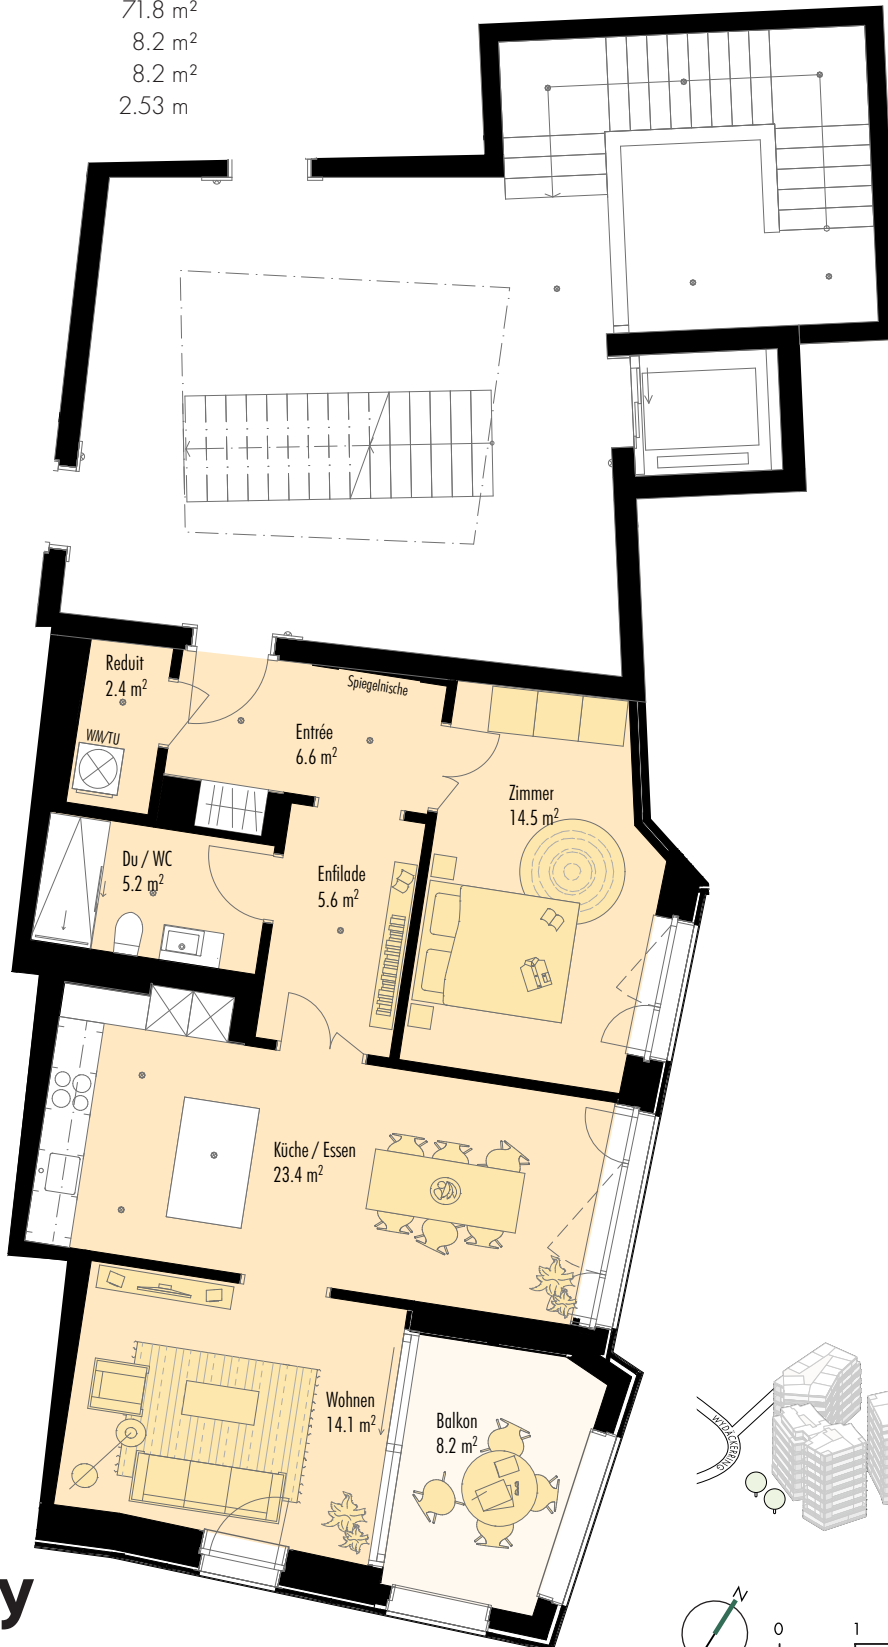 71.8 m²
8.2 m²
8.2 m²
2.53 m
Reduit
2.4 m²
WM/TU
Spiegelnische
Entrée
6.6 m²
Zimmer
14.5 m²
Du / WC
5.2 m²
Enfilade
5.6 m²
Küche / Essen
23.4 m²
Wohnen
14.1 m²
Balkon
8.2 m²
WYDÄCKERRING
y
N
0 1